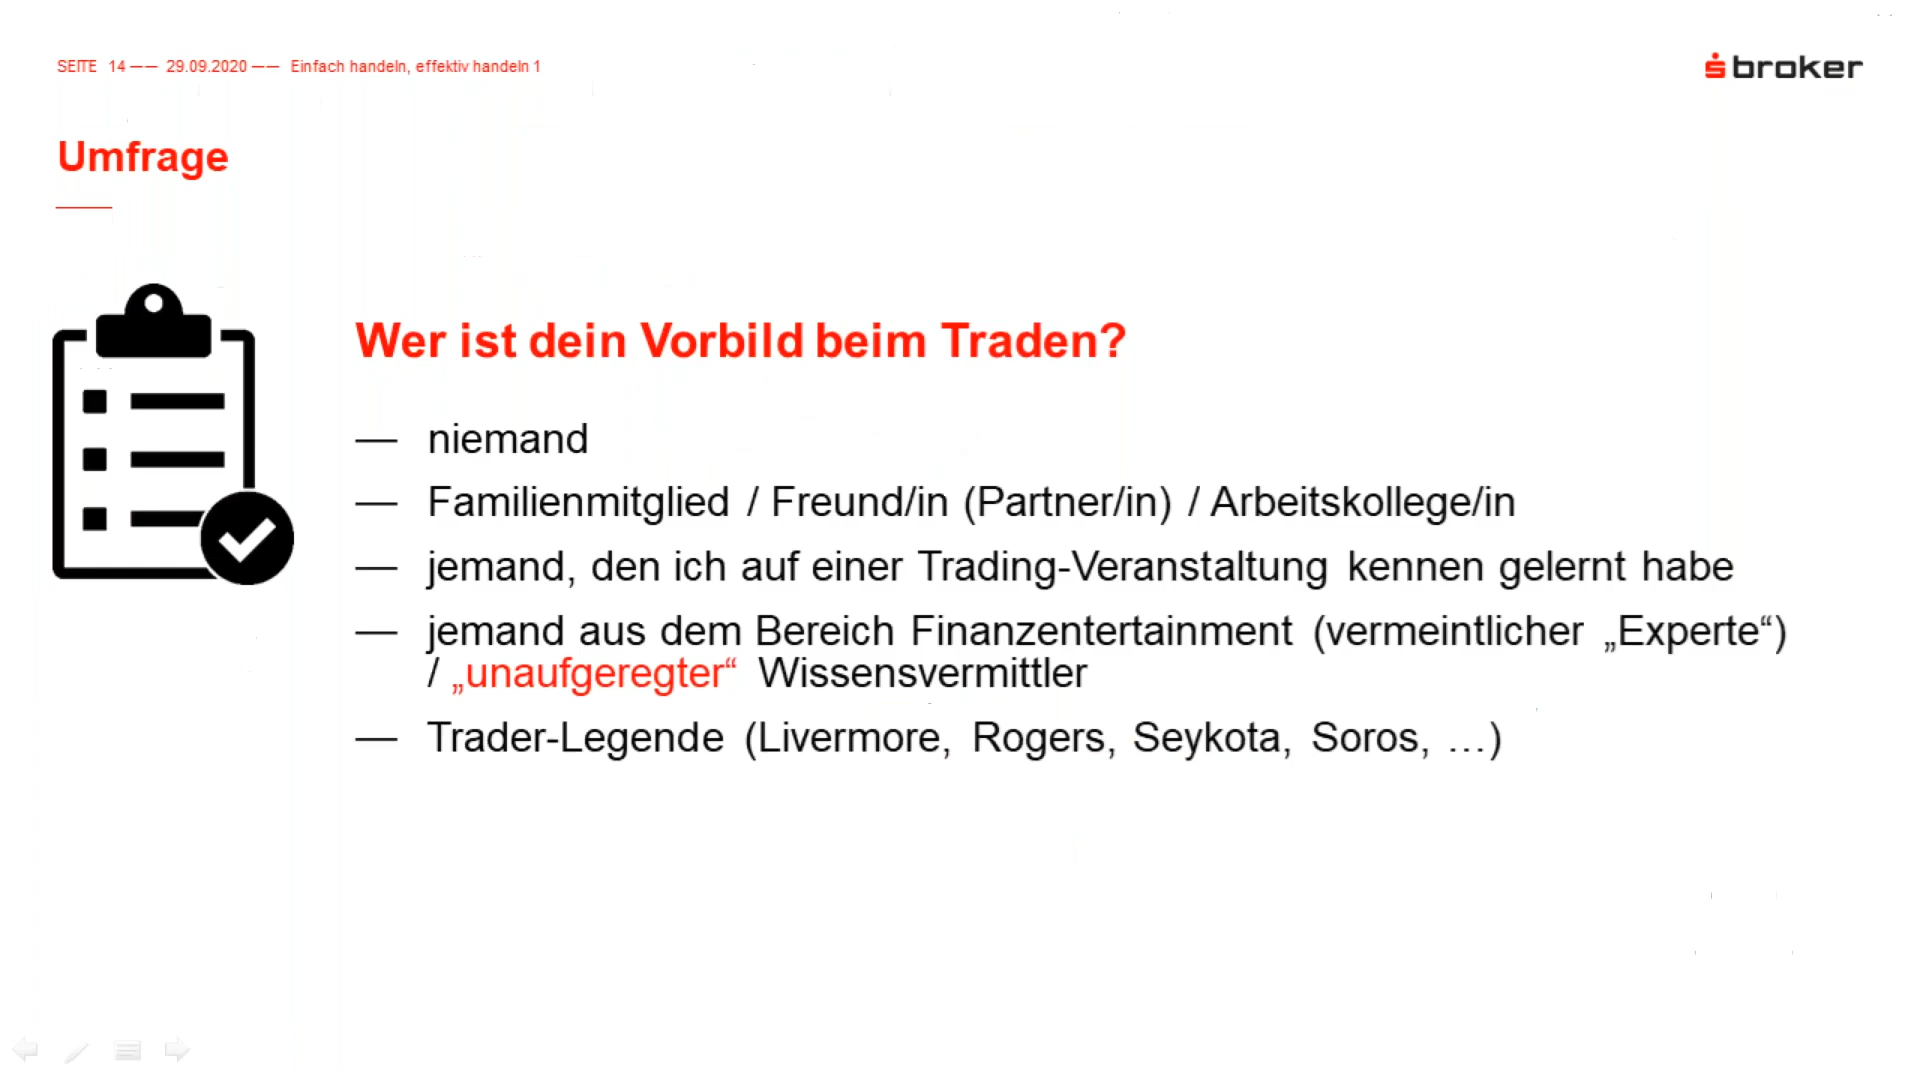 SEITE 14 —— 29.09.2020 —— Einfach handeln, effektiv handeln 1
broker
Umfrage
Wer ist dein Vorbild beim Traden?
— niemand
— Familienmitglied / Freund/in (Partner/in) / Arbeitskollege/in
— jemand, den ich auf einer Trading-Veranstaltung kennen gelernt habe
— jemand aus dem Bereich Finanzentertainment (vermeintlicher „Experte“)
/ „unaufgeregter“ Wissensvermittler
— Trader-Legende (Livermore, Rogers, Seykota, Soros, …)